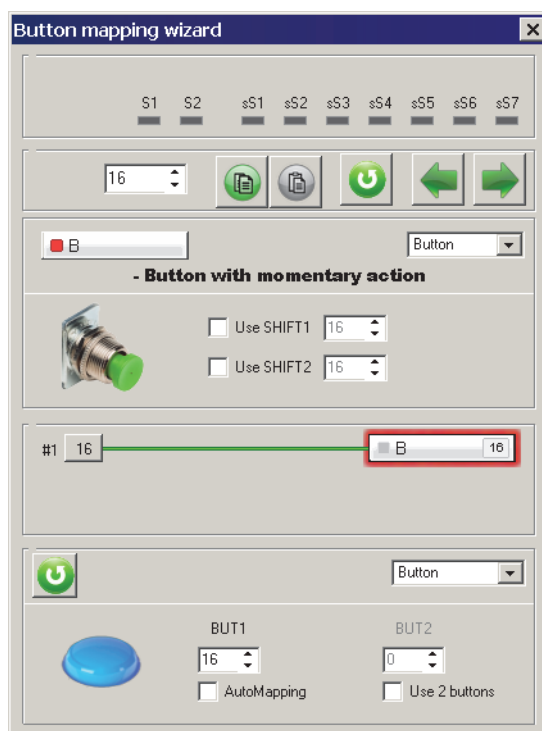 Button mapping wizard
S1 S2 sS1 sS2 sS3 sS4 sS5 sS6 sS7
16
B Button
- Button with momentary action
Use SHIFT1 16
Use SHIFT2 16
#1 16 B 16
Button
BUT1 BUT2
16 0
AutoMapping Use 2 buttons